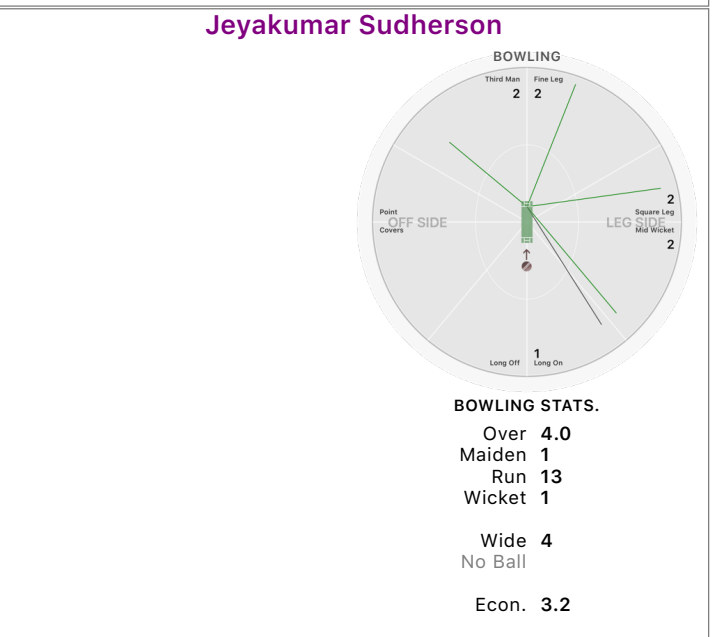 Jeyakumar Sudherson
BOWLING
Third Man Fine Leg
2 2
2
Point Square Leg
OFF SIDE LEG SIDE
Covers Mid Wicket
2
1
Long Off Long On
BOWLING STATS.
Over 4.0
Maiden 1
Run 13
Wicket 1
Wide 4
No Ball
Econ. 3.2